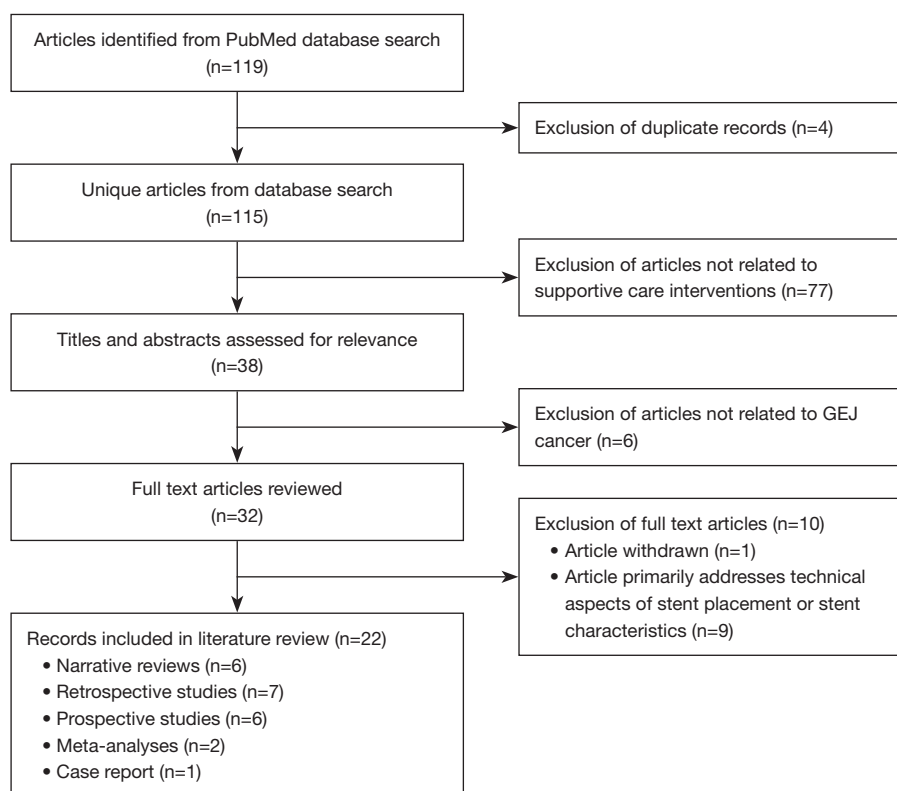 Articles identified from PubMed database search
(n=119)
Exclusion of duplicate records (n=4)
Unique articles from database search
(n=115)
Exclusion of articles not related to
supportive care interventions (n=77)
Titles and abstracts assessed for relevance
(n=38)
Exclusion of articles not related to GEJ
cancer (n=6)
Full text articles reviewed
(n=32)
Exclusion of full text articles (n=10)
• Article withdrawn (n=1)
• Article primarily addresses technical
aspects of stent placement or stent
characteristics (n=9)
Records included in literature review (n=22)
• Narrative reviews (n=6)
• Retrospective studies (n=7)
• Prospective studies (n=6)
• Meta-analyses (n=2)
• Case report (n=1)